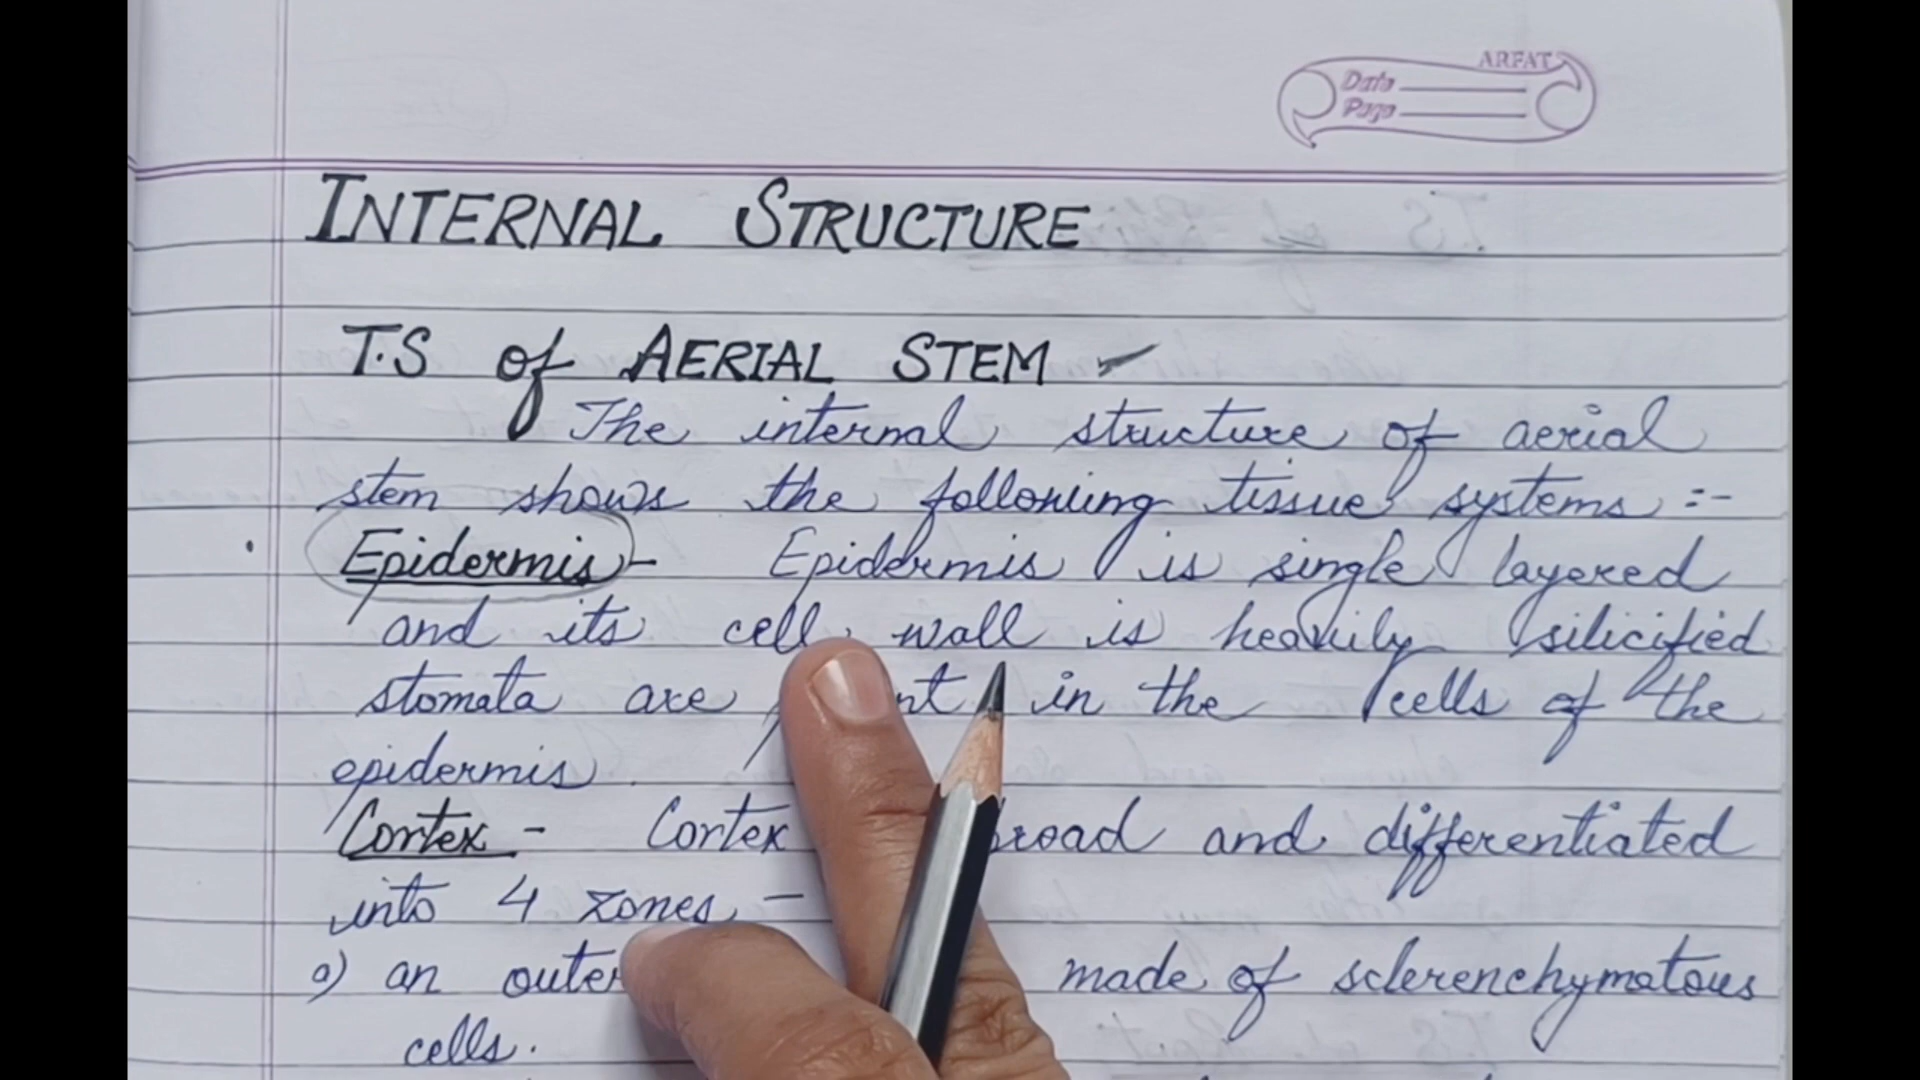 ARFAT
Date
Page
INTERNAL STRUCTURE
T.S of AERIAL STEM
The internal structure of aerial
stem shows the following tissue systems :-
Epidermis - Epidermis is single layered
and its cell wall is heavily silicified
stomata are in the cells of the
epidermis.
Cortex - Cortex and differentiated
into 4 zones -
a) an outer made of sclerenchymatous
cells.